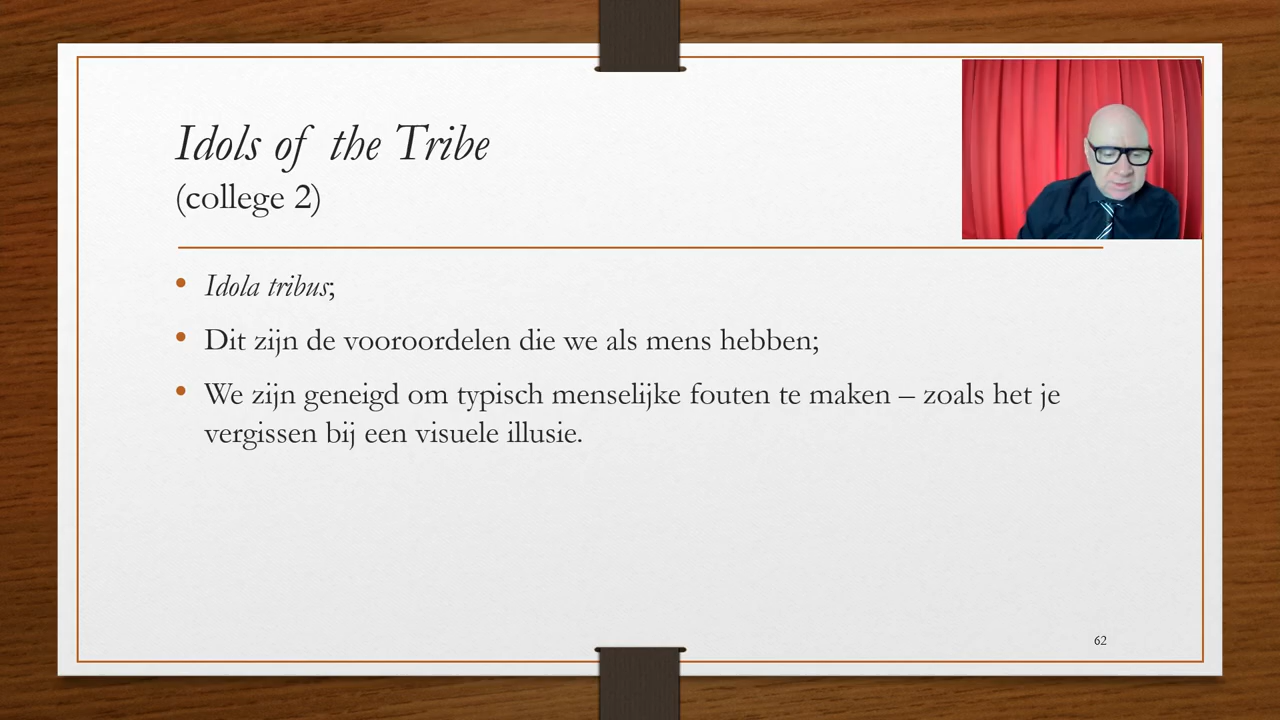 Idols of the Tribe
(college 2)
• Idola tribus;
• Dit zijn de vooroordelen die we als mens hebben;
• We zijn geneigd om typisch menselijke fouten te maken – zoals het je
vergissen bij een visuele illusie.
62